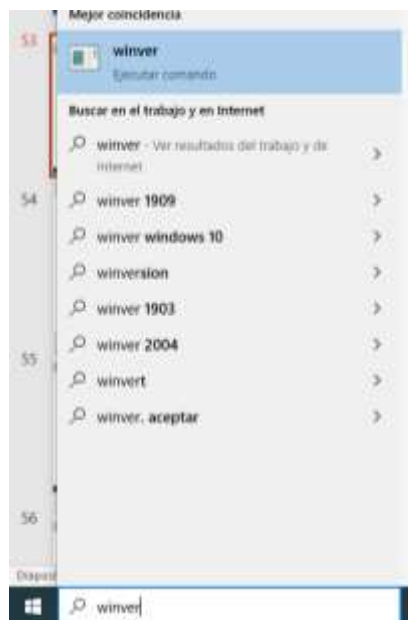 Mejor coincidencia
53
winver
Ejecutar comando
Buscar en el trabajo y en Internet
winver - Ver resultados del trabajo y de
Internet
54
winver 1909
winver windows 10
winversion
winver 1903
winver 2004
55
winvert
winver. aceptar
56
winver